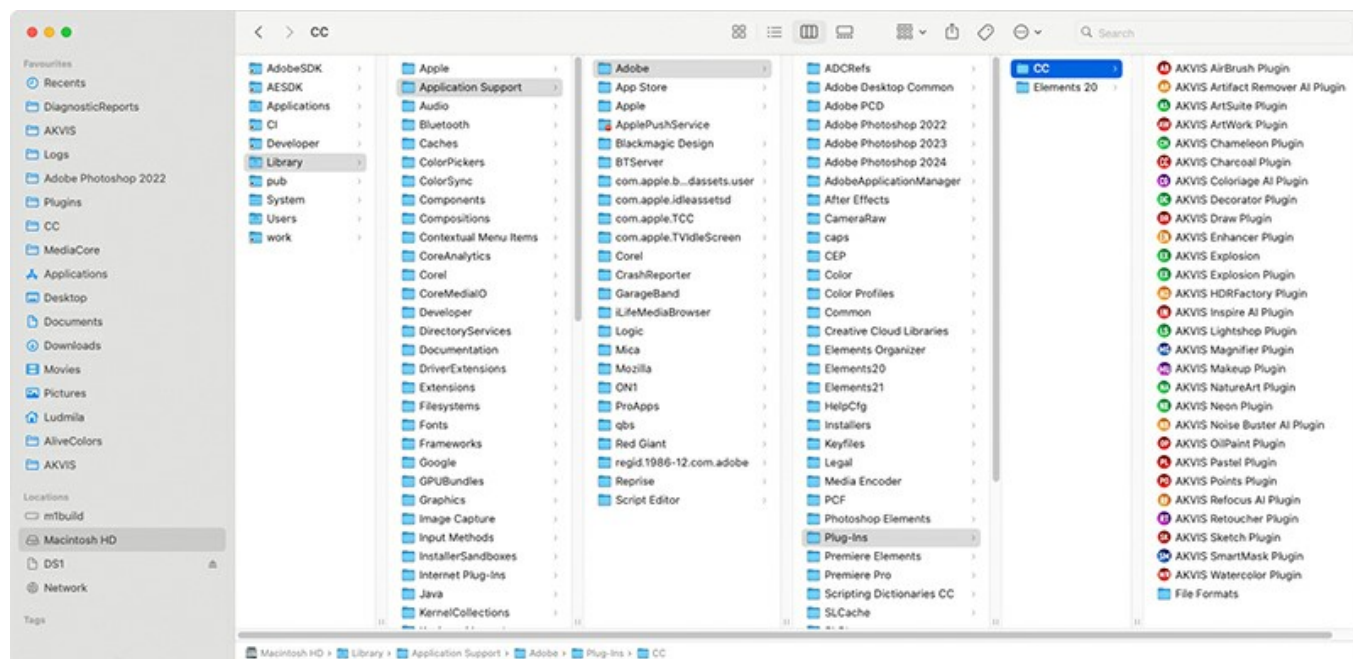 CC
Search
Favourites
Recents
DiagnosticReports
AKVIS
Logs
Adobe Photoshop 2022
Plugins
CC
MediaCore
Applications
Desktop
Documents
Downloads
Movies
Pictures
Ludmila
AliveColors
AKVIS
Locations
m1build
Macintosh HD
DS1
Network
Tags
AdobeSDK
AESDK
Applications
CI
Developer
Library
pub
System
Users
work
Apple
Application Support
Audio
Bluetooth
Caches
ColorPickers
ColorSync
Components
Compositions
Contextual Menu Items
CoreAnalytics
Corel
CoreMediaIO
Developer
DirectoryServices
Documentation
DriverExtensions
Extensions
Filesystems
Fonts
Frameworks
Google
GPUBundles
Graphics
Image Capture
Input Methods
InstallerSandboxes
Internet Plug-Ins
Java
KernelCollections
Adobe
App Store
Apple
ApplePushService
Blackmagic Design
BTServer
com.apple.b...dassets.user
com.apple.idleassetsd
com.apple.TCC
com.apple.TVIdleScreen
Corel
CrashReporter
GarageBand
iLifeMediaBrowser
Logic
Mica
Mozilla
ON1
ProApps
qbs
Red Giant
regid.1986-12.com.adobe
Reprise
Script Editor
ADCRefs
Adobe Desktop Common
Adobe PCD
Adobe Photoshop 2022
Adobe Photoshop 2023
Adobe Photoshop 2024
AdobeApplicationManager
After Effects
CameraRaw
caps
CEP
Color
Color Profiles
Common
Creative Cloud Libraries
Elements Organizer
Elements20
Elements21
HelpCfg
Installers
Keyfiles
Legal
Media Encoder
PCF
Photoshop Elements
Plug-Ins
Premiere Elements
Premiere Pro
Scripting Dictionaries CC
SLCache
CC
Elements 20
AKVIS AirBrush Plugin
AKVIS Artifact Remover AI Plugin
AKVIS ArtSuite Plugin
AKVIS ArtWork Plugin
AKVIS Chameleon Plugin
AKVIS Charcoal Plugin
AKVIS Coloriage AI Plugin
AKVIS Decorator Plugin
AKVIS Draw Plugin
AKVIS Enhancer Plugin
AKVIS Explosion
AKVIS Explosion Plugin
AKVIS HDRFactory Plugin
AKVIS Inspire AI Plugin
AKVIS Lightshop Plugin
AKVIS Magnifier Plugin
AKVIS Makeup Plugin
AKVIS NatureArt Plugin
AKVIS Neon Plugin
AKVIS Noise Buster AI Plugin
AKVIS OilPaint Plugin
AKVIS Pastel Plugin
AKVIS Points Plugin
AKVIS Refocus AI Plugin
AKVIS Retoucher Plugin
AKVIS Sketch Plugin
AKVIS SmartMask Plugin
AKVIS Watercolor Plugin
File Formats
Macintosh HD › Library › Application Support › Adobe › Plug-Ins › CC